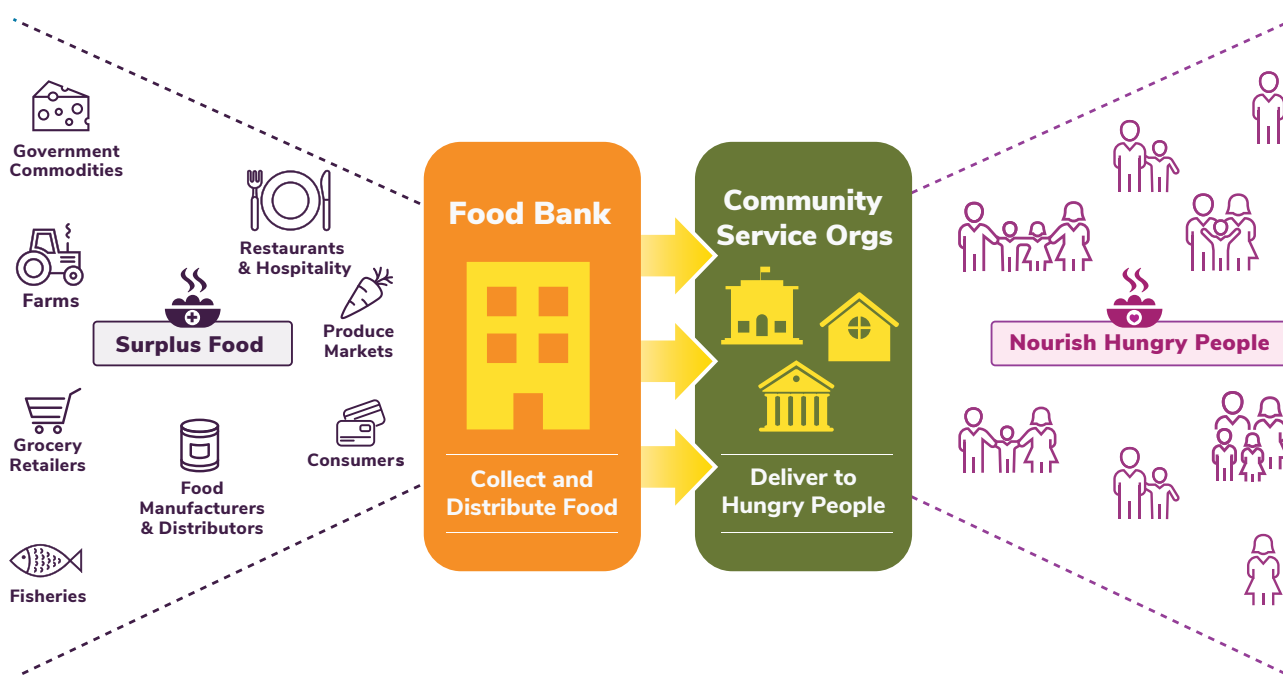 Government
Commodities
Restaurants
& Hospitality
Farms
Produce
Markets
Surplus Food
Grocery
Retailers
Consumers
Food
Manufacturers
& Distributors
Fisheries
Food Bank
Collect and
Distribute Food
Community
Service Orgs
Deliver to
Hungry People
Nourish Hungry People